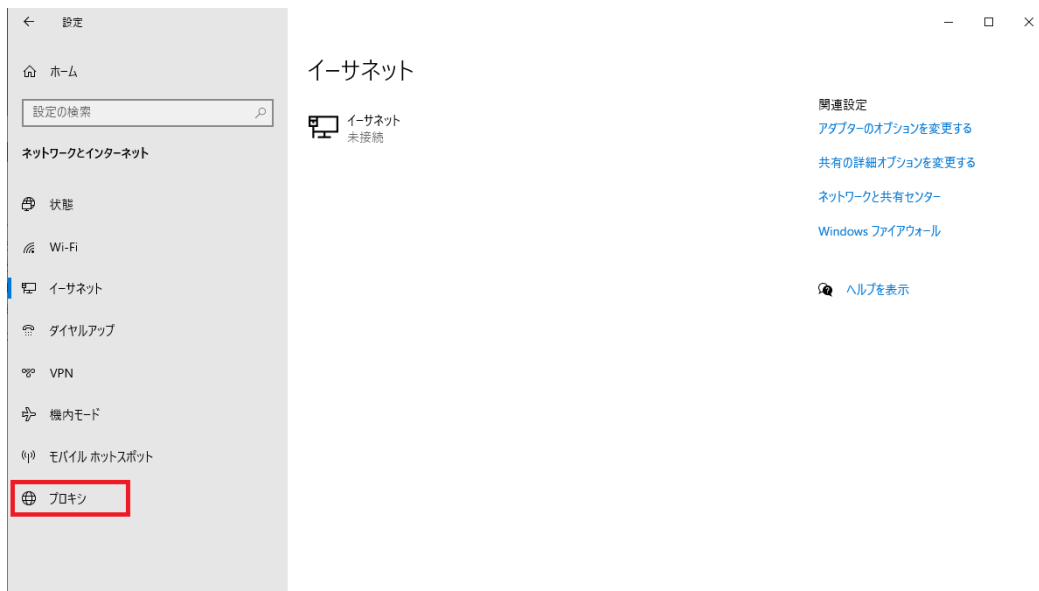 設定
ホーム
設定の検索
ネットワークとインターネット
状態
Wi-Fi
イーサネット
ダイヤルアップ
VPN
機内モード
モバイル ホットスポット
プロキシ
イーサネット
イーサネット
未接続
関連設定
アダプターのオプションを変更する
共有の詳細オプションを変更する
ネットワークと共有センター
Windows ファイアウォール
ヘルプを表示